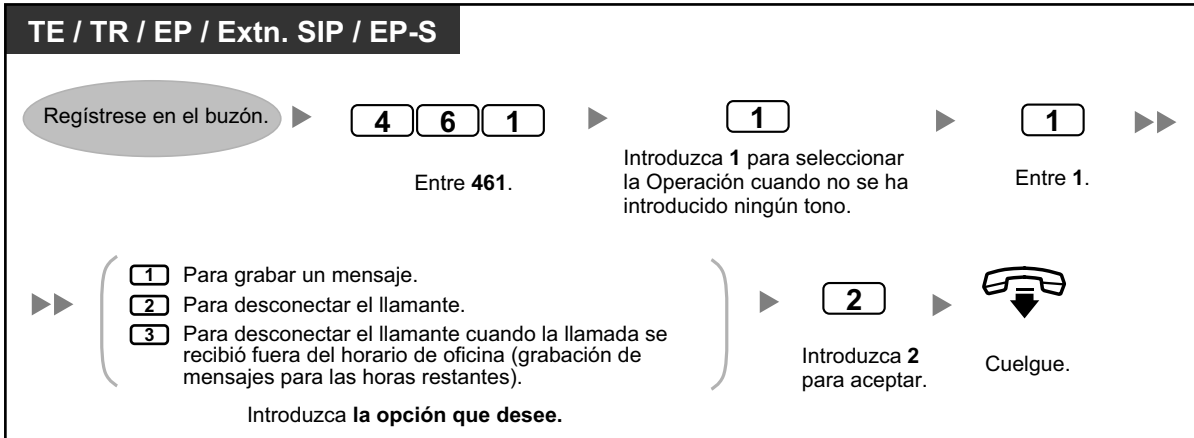 TE / TR / EP / Extn. SIP / EP-S
Regístrese en el buzón.
4 6 1
Entre 461.
1
Introduzca 1 para seleccionar
la Operación cuando no se ha
introducido ningún tono.
1
Entre 1.
1 Para grabar un mensaje.
2 Para desconectar el llamante.
3 Para desconectar el llamante cuando la llamada se
recibió fuera del horario de oficina (grabación de
mensajes para las horas restantes).
Introduzca la opción que desee.
2
Introduzca 2
para aceptar.
Cuelgue.